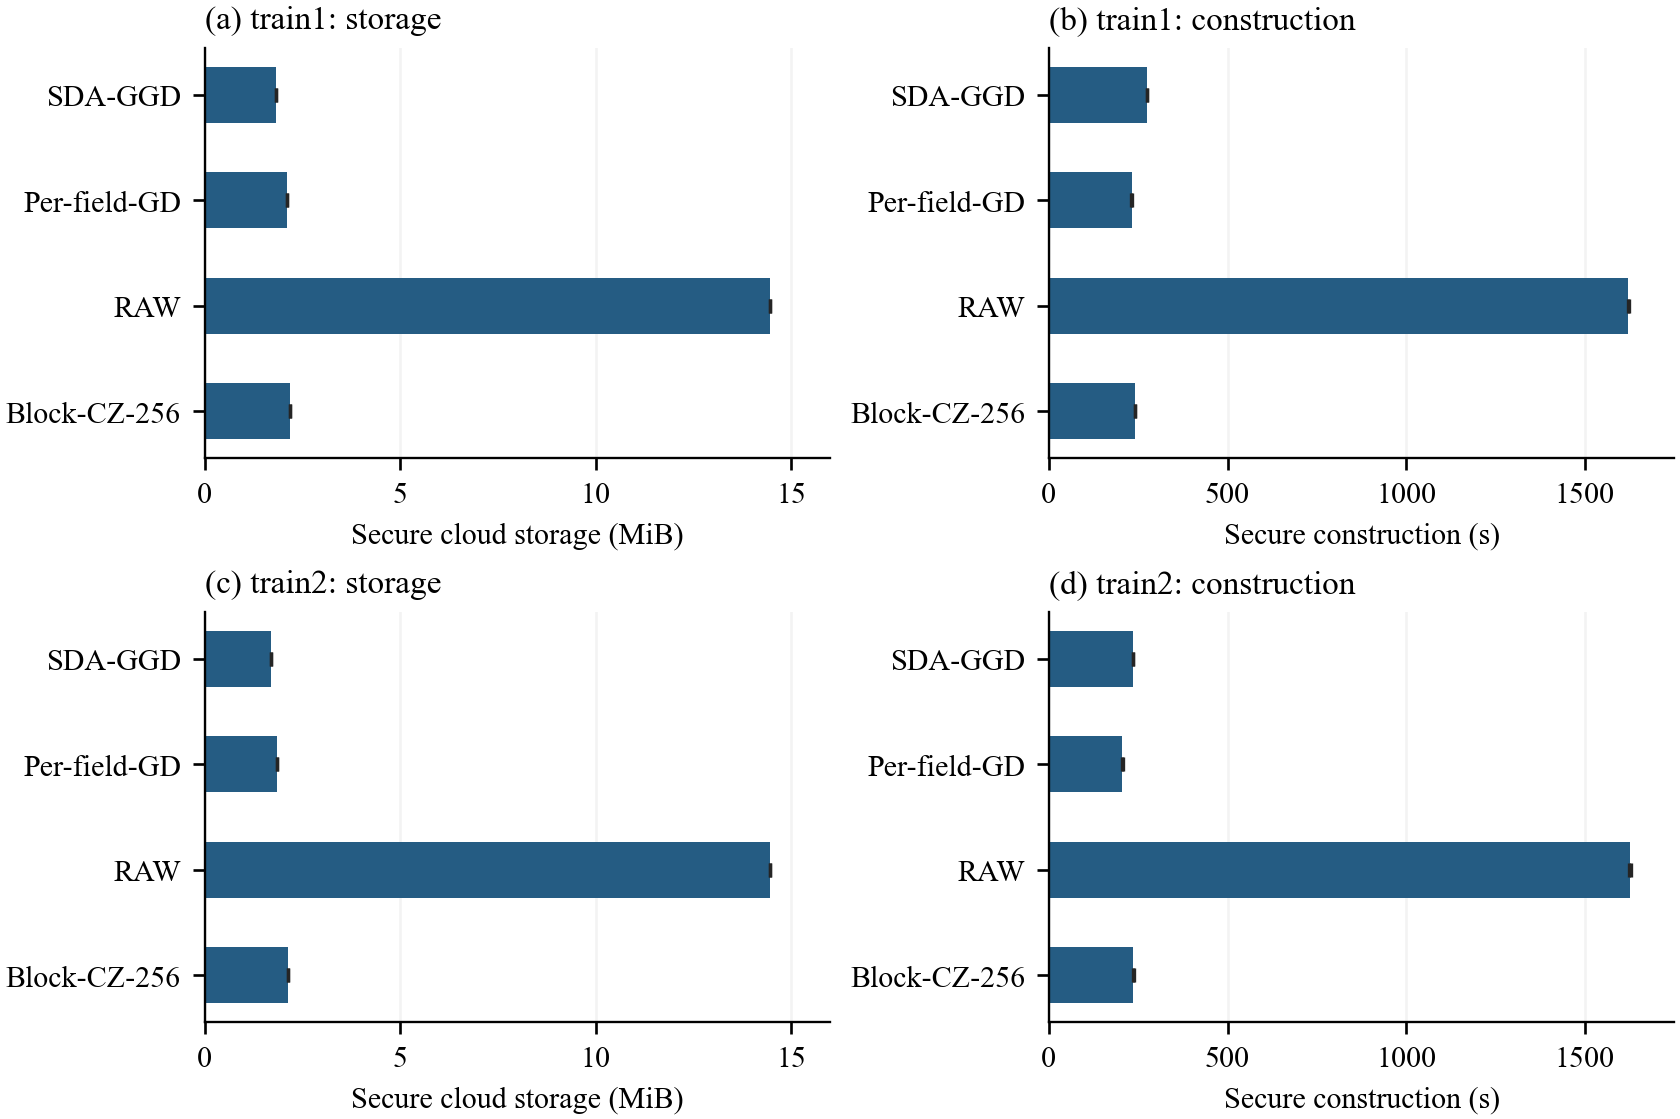 (a) train1: storage
SDA-GGD
Per-field-GD
RAW
Block-CZ-256
0 5 10 15
Secure cloud storage (MiB)
(b) train1: construction
SDA-GGD
Per-field-GD
RAW
Block-CZ-256
0 500 1000 1500
Secure construction (s)
(c) train2: storage
SDA-GGD
Per-field-GD
RAW
Block-CZ-256
0 5 10 15
Secure cloud storage (MiB)
(d) train2: construction
SDA-GGD
Per-field-GD
RAW
Block-CZ-256
0 500 1000 1500
Secure construction (s)